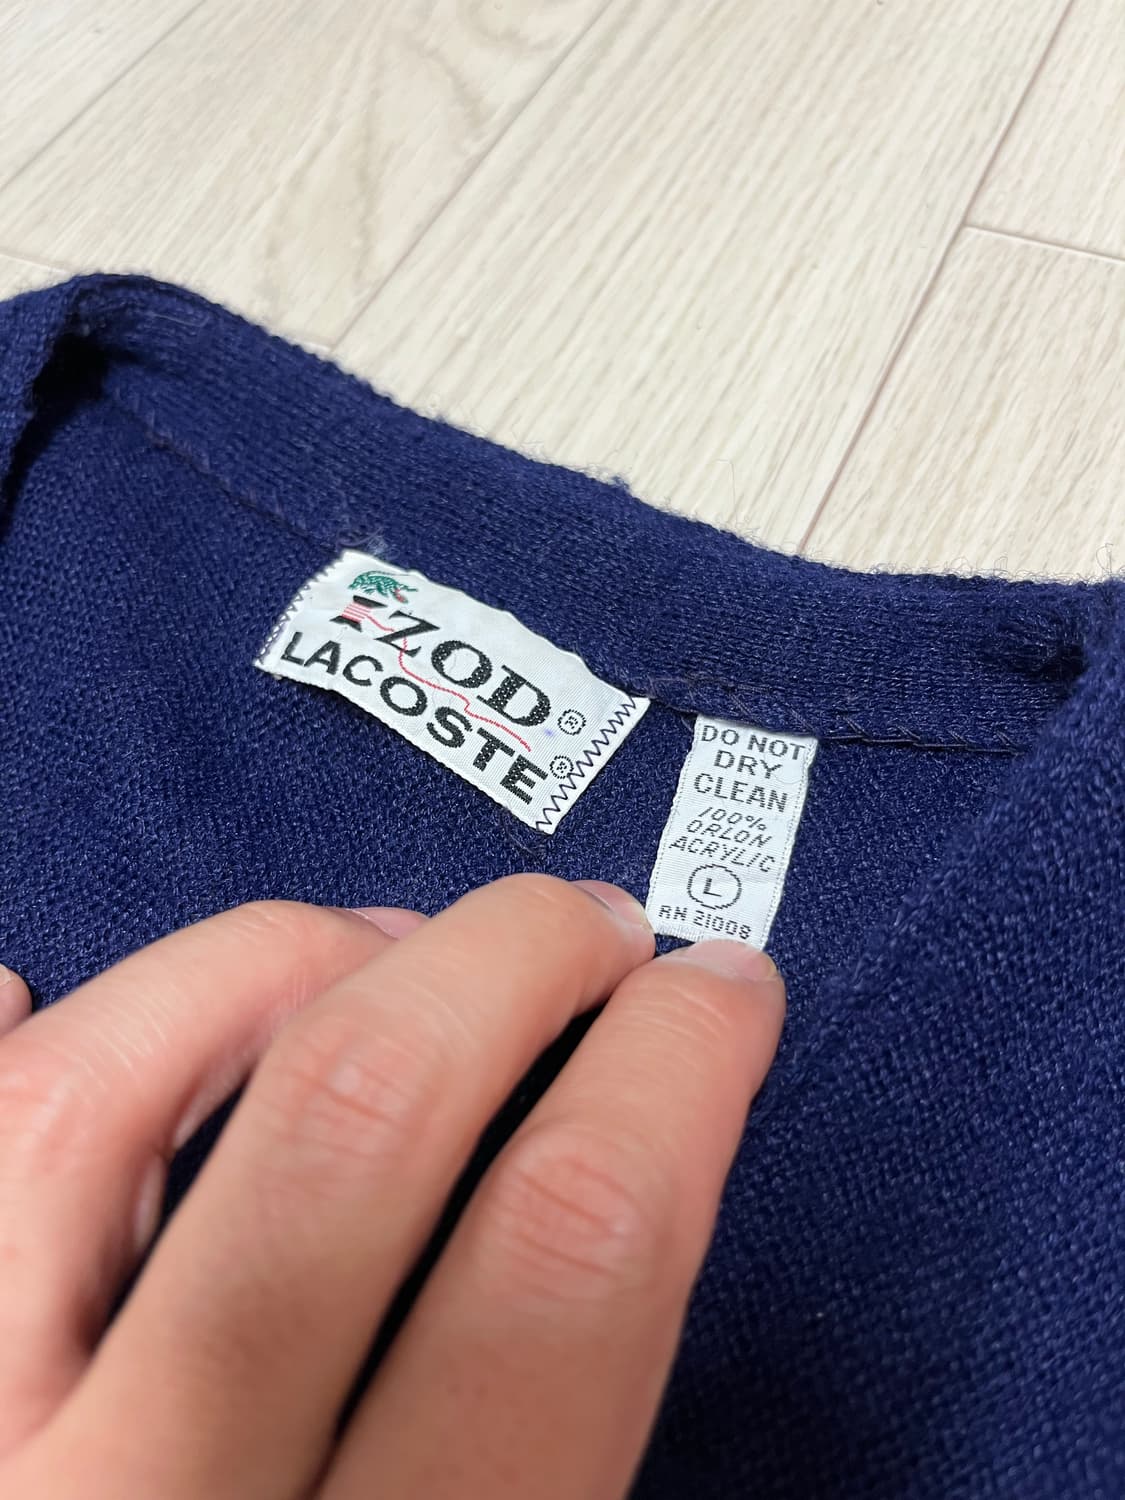 IZOD ®
LACOSTE ®
DO NOT
DRY
CLEAN
100%
ORLON
ACRYLIC
L
RN 21008